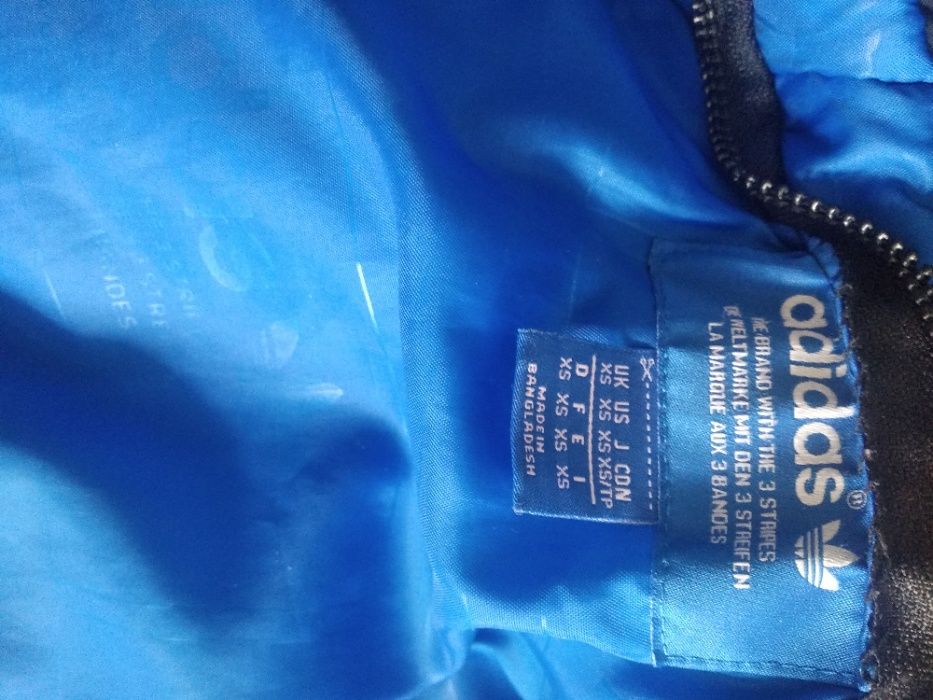 adidas®
THE BRAND WITH THE 3 STRIPES
DIE WELTMARKE MIT DEN 3 STREIFEN
LA MARQUE AUX 3 BANDES
UK US J CDN
XS XS XS XS/TP
D F E I
XS XS XS XS
MADE IN
BANGLADESH